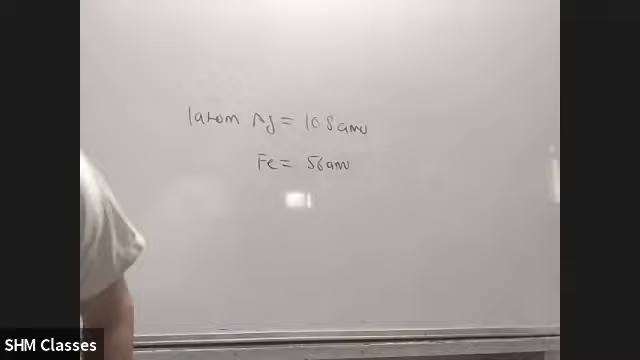 1atom Ag = 108amu
Fe = 56amu
SHM Classes